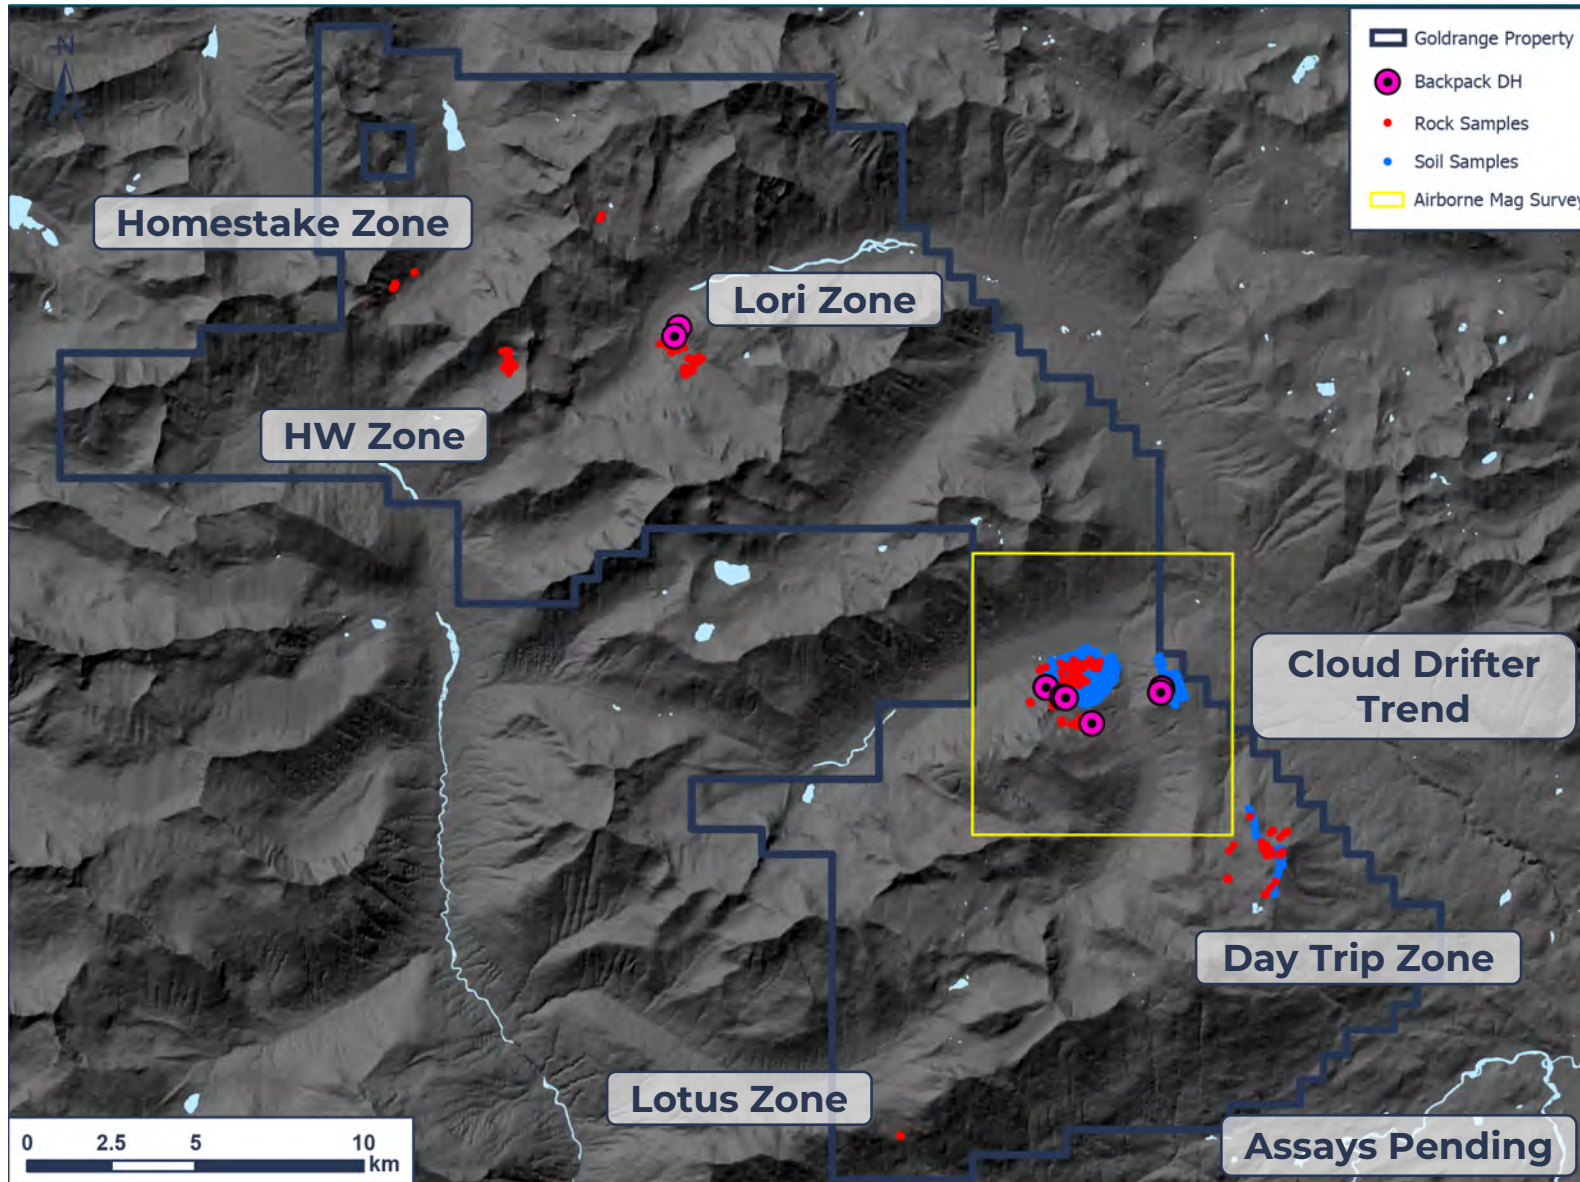 N
Goldrange Property
Backpack DH
Rock Samples
Soil Samples
Airborne Mag Survey
Homestake Zone
Lori Zone
HW Zone
Cloud Drifter
Trend
Day Trip Zone
Lotus Zone
Assays Pending
0 2.5 5 10
km